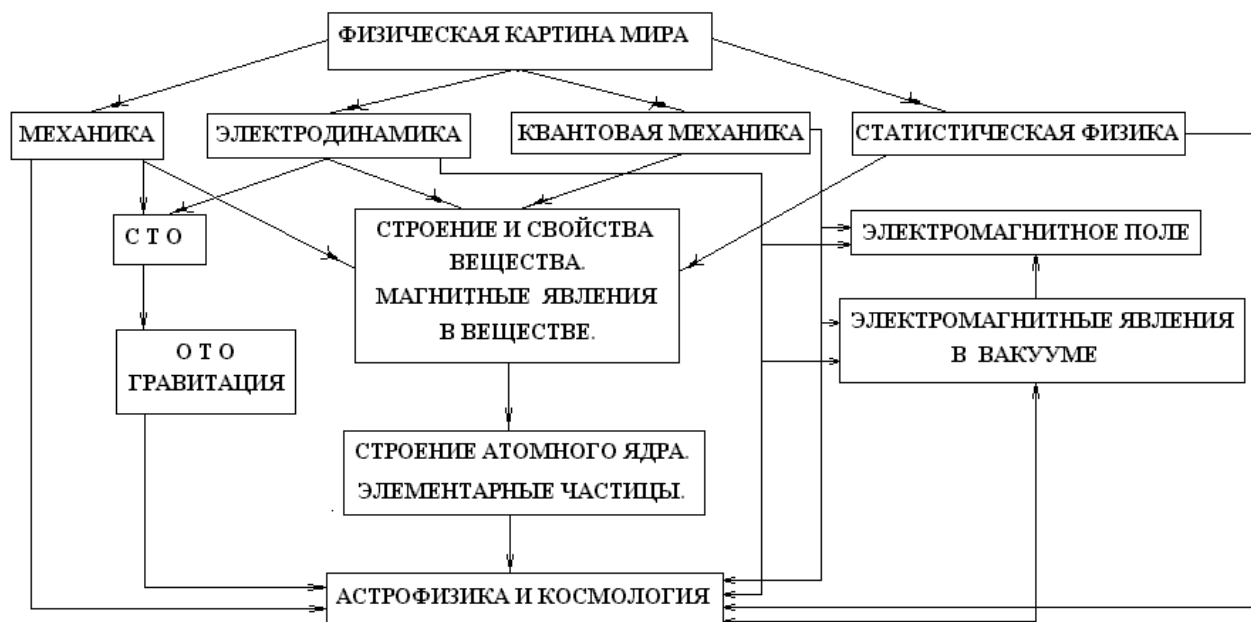 ФИЗИЧЕСКАЯ КАРТИНА МИРА
МЕХАНИКА
ЭЛЕКТРОДИНАМИКА
КВАНТОВАЯ МЕХАНИКА
СТАТИСТИЧЕСКАЯ ФИЗИКА
С Т О
СТРОЕНИЕ И СВОЙСТВА
ВЕЩЕСТВА.
МАГНИТНЫЕ ЯВЛЕНИЯ
В ВЕЩЕСТВЕ.
ЭЛЕКТРОМАГНИТНОЕ ПОЛЕ
ЭЛЕКТРОМАГНИТНЫЕ ЯВЛЕНИЯ
В ВАКУУМЕ
О Т О
ГРАВИТАЦИЯ
СТРОЕНИЕ АТОМНОГО ЯДРА.
ЭЛЕМЕНТАРНЫЕ ЧАСТИЦЫ.
АСТРОФИЗИКА И КОСМОЛОГИЯ